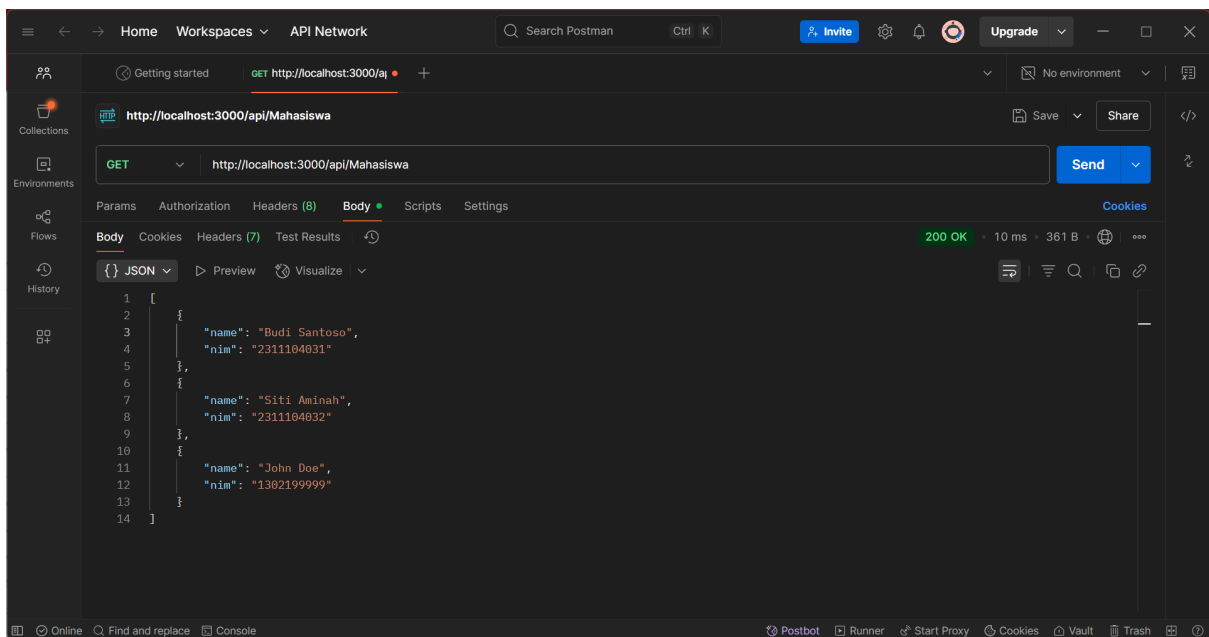 Home Workspaces API Network Search Postman Ctrl K Invite Upgrade
Getting started GET http://localhost:3000/a No environment
HTTP http://localhost:3000/api/Mahasiswa Save Share
Collections
GET http://localhost:3000/api/Mahasiswa Send
Environments
Params Authorization Headers (8) Body Scripts Settings Cookies
Flows
Body Cookies Headers (7) Test Results 200 OK 10 ms 361 B
{} JSON Preview Visualize
History
1 [
2 {
3 "name": "Budi Santoso",
4 "nim": "2311104031"
5 },
6 {
7 "name": "Siti Aminah",
8 "nim": "2311104032"
9 },
10 {
11 "name": "John Doe",
12 "nim": "1302199999"
13 }
14 ]
Online Find and replace Console Postbot Runner Start Proxy Cookies Vault Trash